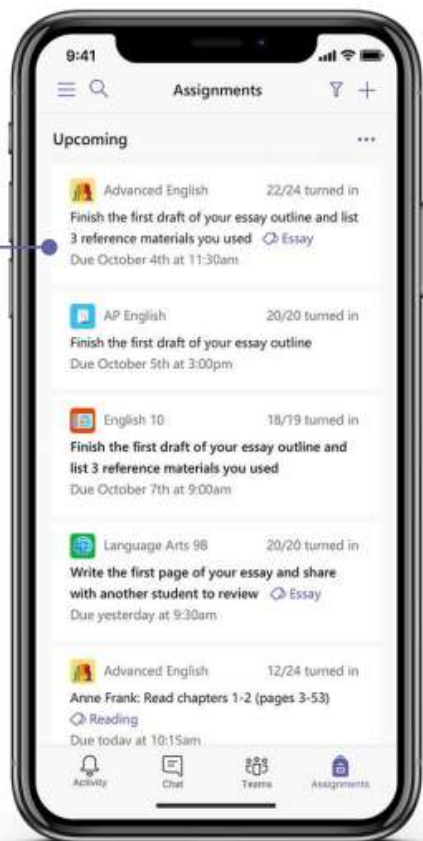 9:41
Assignments
Upcoming
Advanced English 22/24 turned in
Finish the first draft of your essay outline and list
3 reference materials you used Essay
Due October 4th at 11:30am
AP English 20/20 turned in
Finish the first draft of your essay outline
Due October 5th at 3:00pm
English 10 18/19 turned in
Finish the first draft of your essay outline and
list 3 reference materials you used
Due October 7th at 9:00am
Language Arts 9B 20/20 turned in
Write the first page of your essay and share
with another student to review Essay
Due yesterday at 9:30am
Advanced English 12/24 turned in
Anne Frank: Read chapters 1-2 (pages 3-53)
Reading
Due today at 10:15am
Activity Chat Teams Assignments